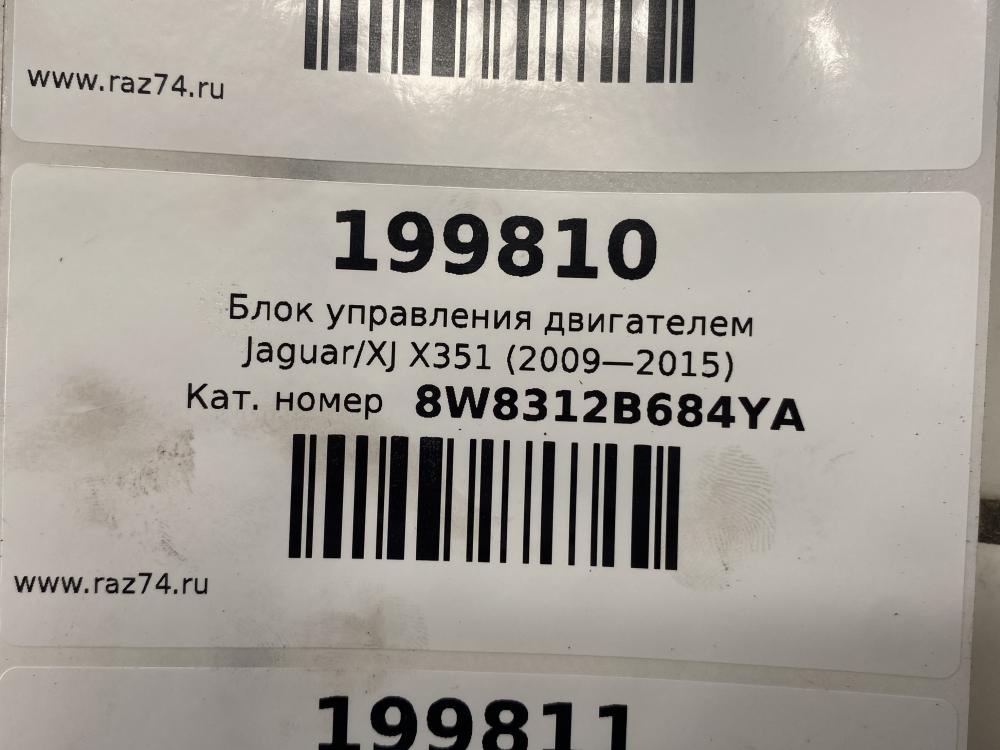 www.raz74.ru
199810
Блок управления двигателем
Jaguar/XJ X351 (2009—2015)
Кат. номер 8W8312B684YA
www.raz74.ru
199811